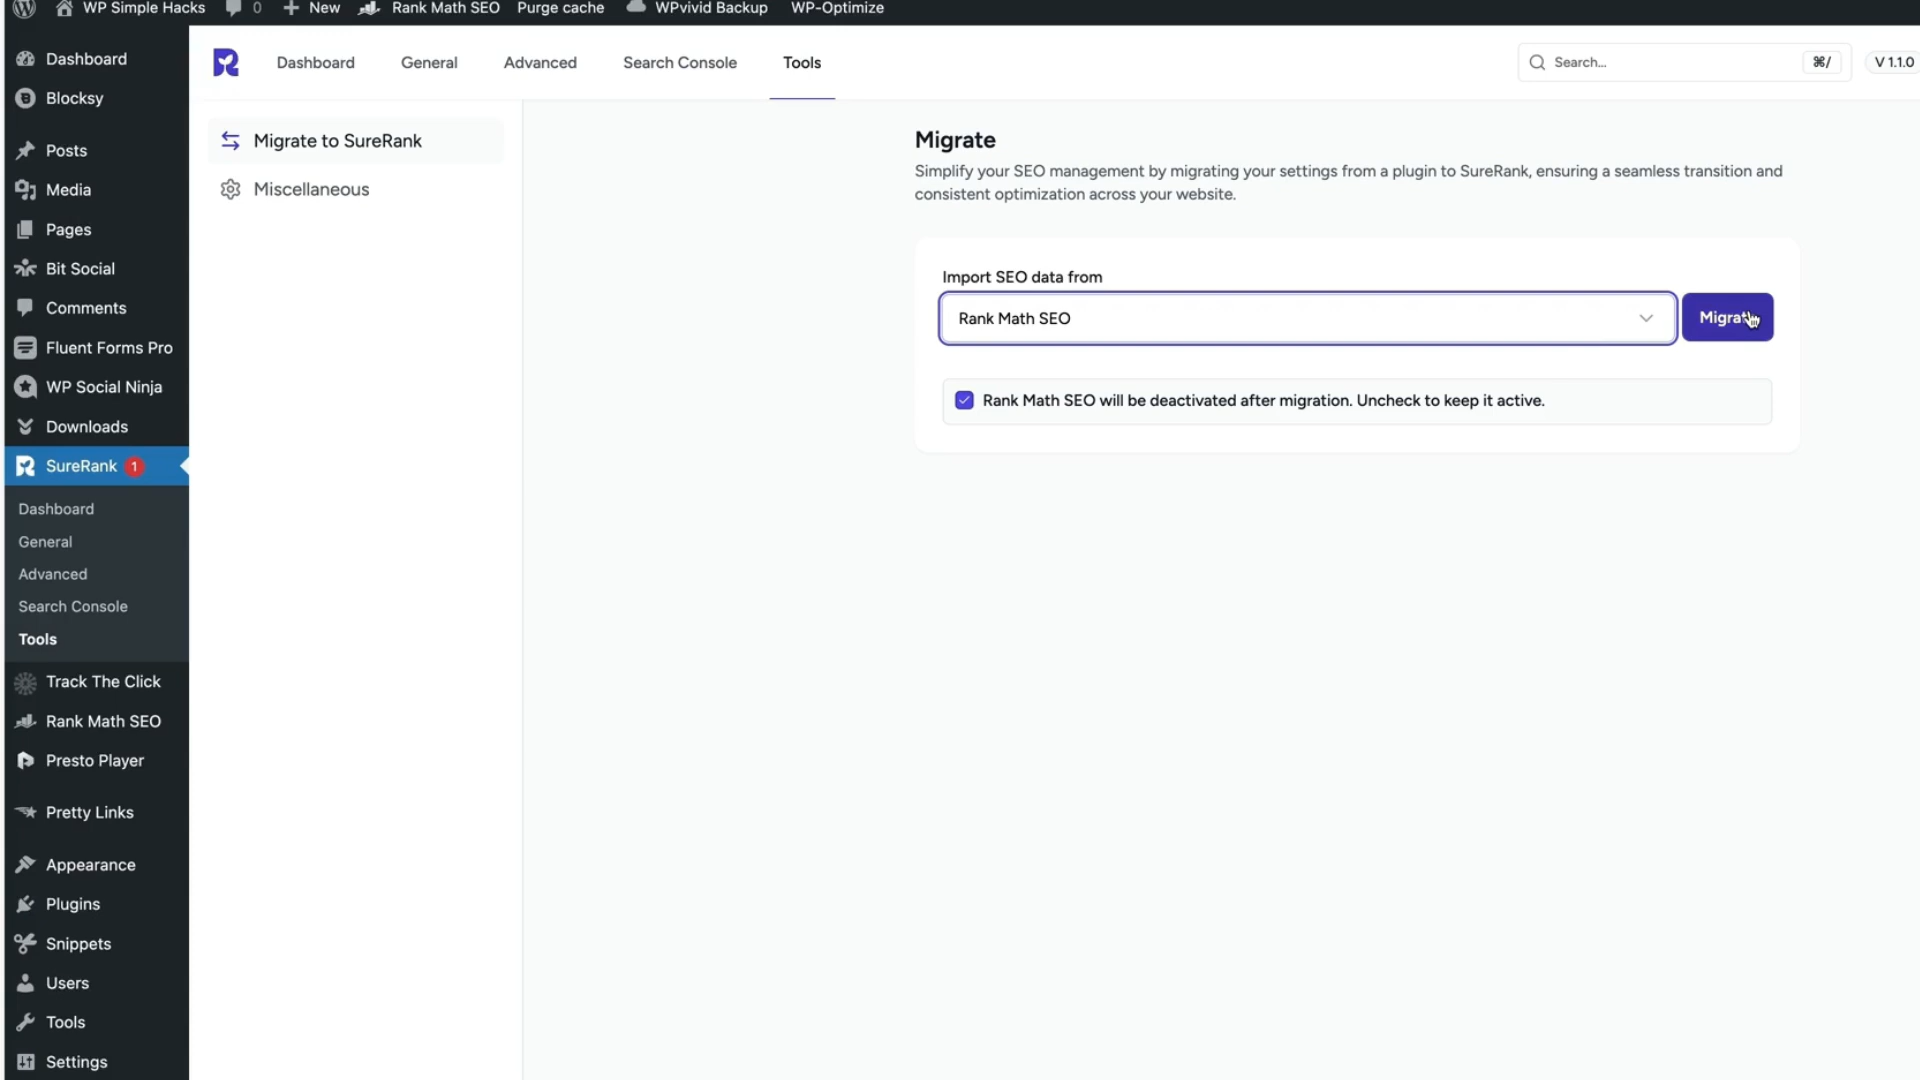 WP Simple Hacks
0
New
Rank Math SEO
Purge cache
WPvivid Backup
WP-Optimize
Dashboard
Blocksy
Posts
Media
Pages
Bit Social
Comments
Fluent Forms Pro
WP Social Ninja
Downloads
SureRank 1
Dashboard
General
Advanced
Search Console
Tools
Track The Click
Rank Math SEO
Presto Player
Pretty Links
Appearance
Plugins
Snippets
Users
Tools
Settings
Dashboard
General
Advanced
Search Console
Tools
Search...
⌘/
V 1.1.0
Migrate to SureRank
Miscellaneous
Migrate
Simplify your SEO management by migrating your settings from a plugin to SureRank, ensuring a seamless transition and
consistent optimization across your website.
Import SEO data from
Rank Math SEO
Migrate
Rank Math SEO will be deactivated after migration. Uncheck to keep it active.